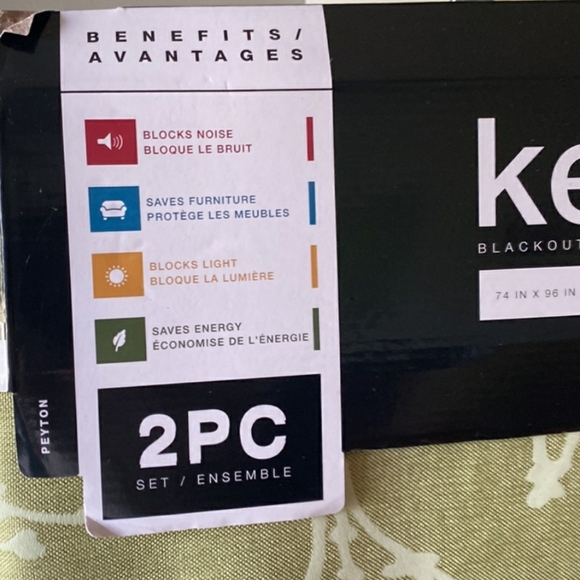 BENEFITS/
AVANTAGES
BLOCKS NOISE
BLOQUE LE BRUIT
SAVES FURNITURE
PROTÈGE LES MEUBLES
BLOCKS LIGHT
BLOQUE LA LUMIÈRE
SAVES ENERGY
ÉCONOMISE DE L'ÉNERGIE
2PC
SET / ENSEMBLE
PEYTON
ke
BLACKOUT
74 IN X 96 IN